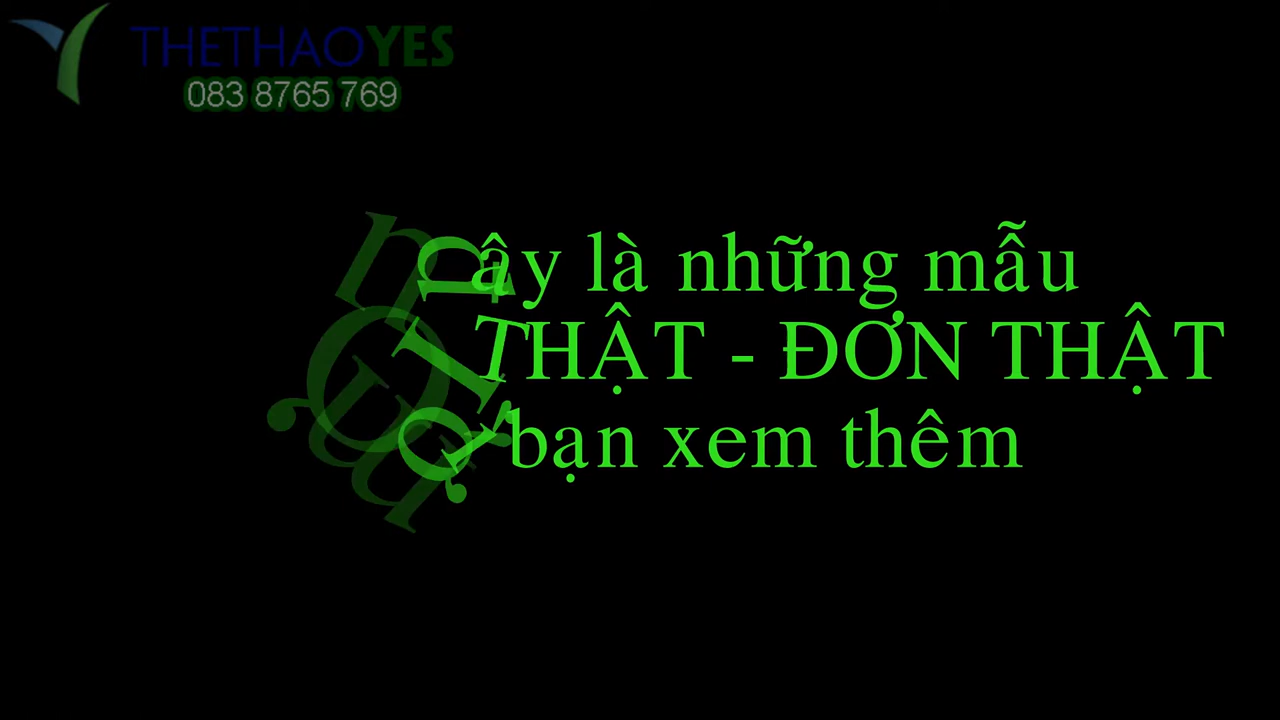 THETHAOYES
083 8765 769
ây là những mẫu
THẬT - ĐƠN THẬT
bạn xem thêm